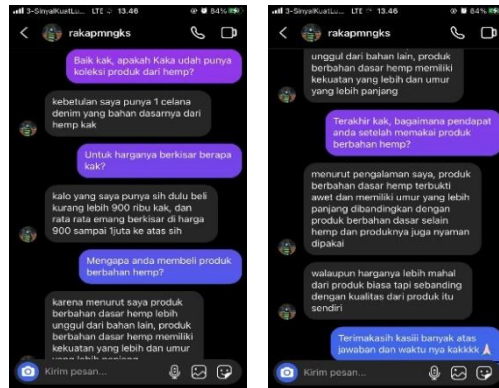 3-SinyalKuatLu... LTE 13.46 84%
rakapmngks
Baik kak, apakah Kaka udah punya
koleksi produk dari hemp?
kebetulan saya punya 1 celana
denim yang bahan dasarnya dari
hemp kak
Untuk harganya berkisar berapa
kak?
kalo yang saya punya sih dulu beli
kurang lebih 900 ribu kak, dan
rata rata emang berkisar di harga
900 sampai 1juta ke atas sih
Mengapa anda membeli produk
berbahan hemp?
karena menurut saya produk
berbahan dasar hemp lebih
unggul dari bahan lain, produk
berbahan dasar hemp memiliki
kekuatan yang lebih dan umur
yang lebih panjang
Kirim pesan...
3-SinyalKuatLu... LTE 13.46 84%
rakapmngks
unggul dari bahan lain, produk
berbahan dasar hemp memiliki
kekuatan yang lebih dan umur
yang lebih panjang
Terakhir kak, bagaimana pendapat
anda setelah memakai produk
berbahan hemp?
menurut pengalaman saya, produk
berbahan dasar hemp terbukti
awet dan memiliki umur yang lebih
panjang dibandingkan dengan
produk berbahan dasar selain
hemp dan produknya juga nyaman
dipakai
walaupun harganya lebih mahal
dari produk biasa tapi sebanding
dengan kualitas dari produk itu
sendiri
Terimakasih kasiii banyak atas
jawaban dan waktu nya kakkkk 🙏
Kirim pesan...